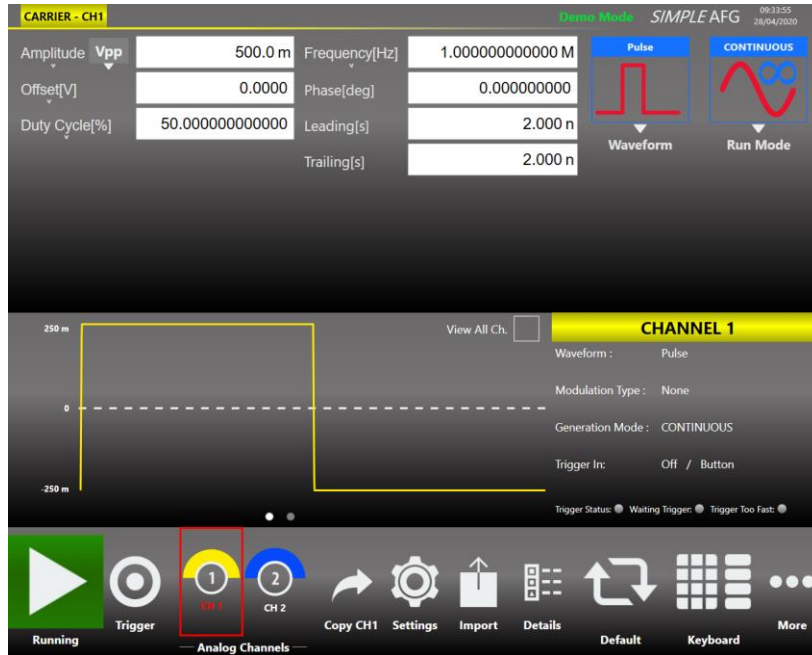 CARRIER - CH1
Demo Mode
SIMPLE AFG
09:33:55
28/04/2020
Amplitude Vpp 500.0 m
Frequency[Hz] 1.000000000000 M
Offset[V] 0.0000
Phase[deg] 0.000000000
Duty Cycle[%] 50.000000000000
Leading[s] 2.000 n
Trailing[s] 2.000 n
Pulse
Waveform
CONTINUOUS
Run Mode
250 m
0
-250 m
View All Ch.
CHANNEL 1
Waveform : Pulse
Modulation Type : None
Generation Mode : CONTINUOUS
Trigger In: Off / Button
Trigger Status: Waiting Trigger: Trigger Too Fast:
Running
Trigger
1
CH 1
2
CH 2
Analog Channels
Copy CH1
Settings
Import
Details
Default
Keyboard
More